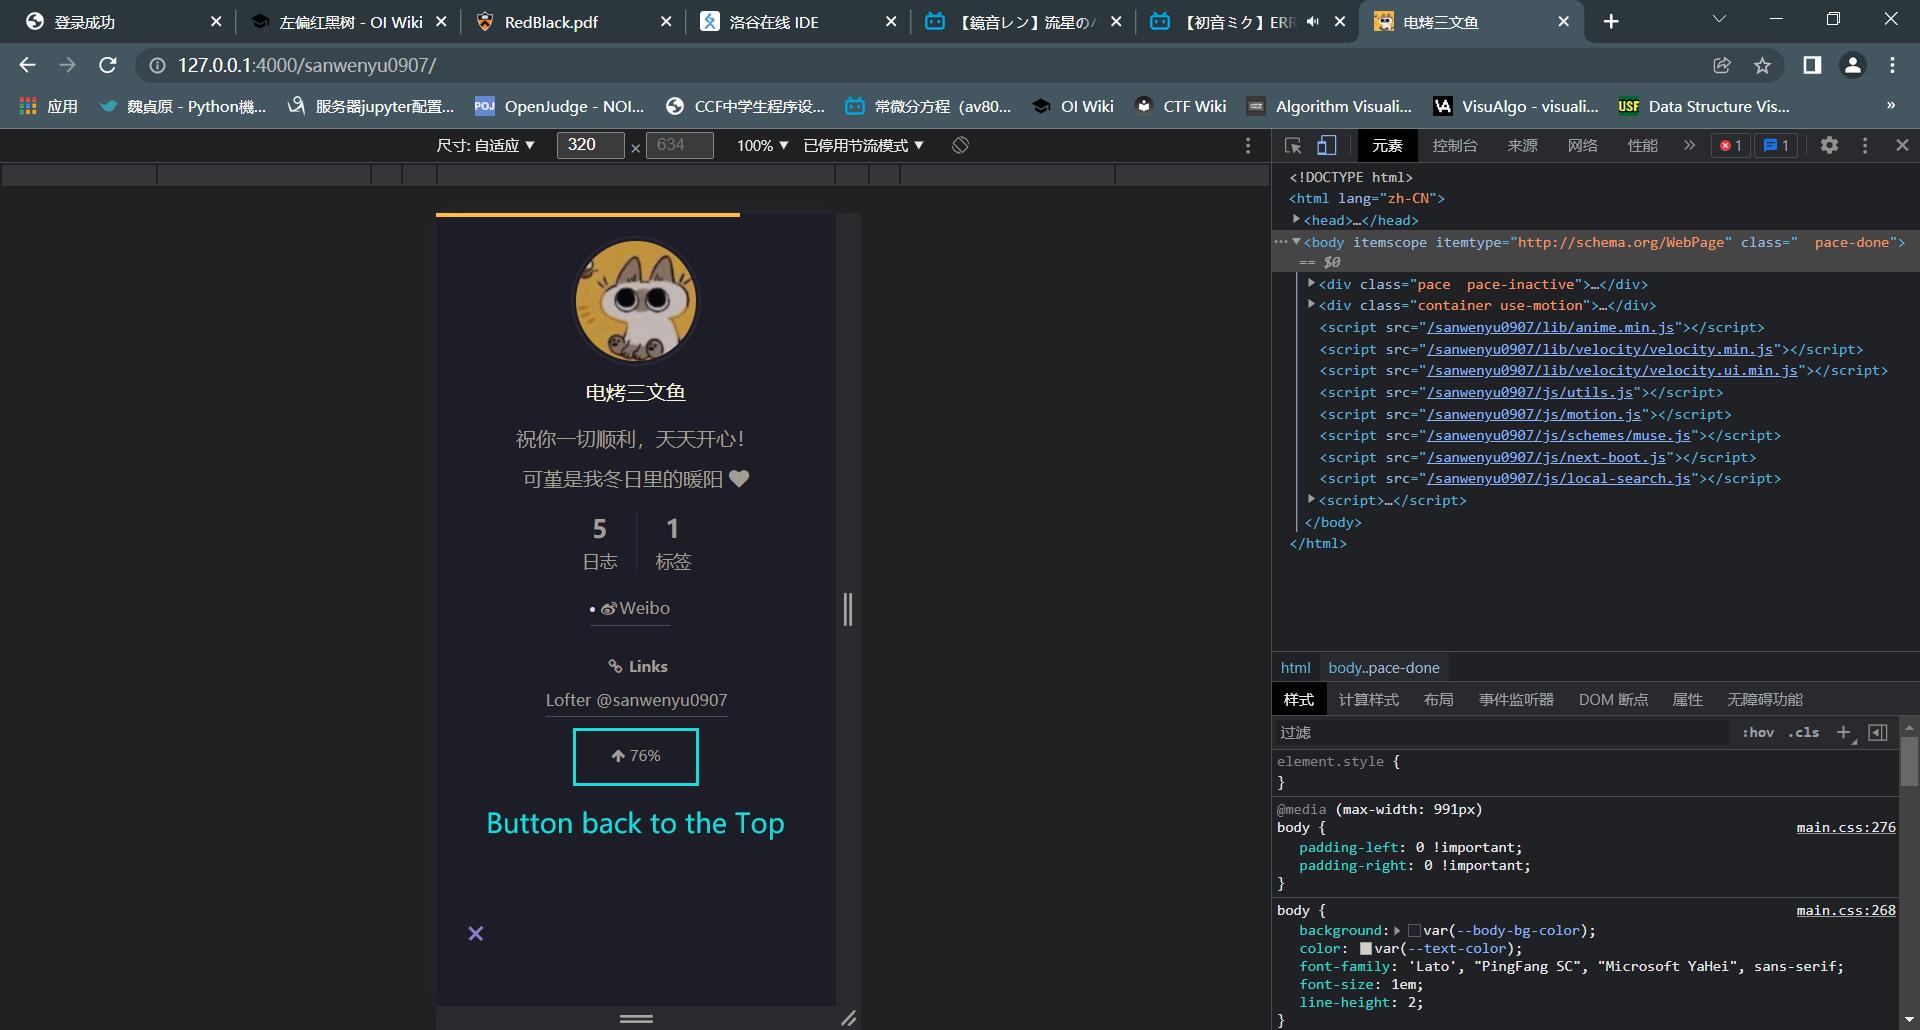 登录成功
左偏红黑树 - OI Wiki
RedBlack.pdf
洛谷在线 IDE
【鏡音レン】流星の
【初音ミク】ERR
电烤三文鱼
127.0.0.1:4000/sanwenyu0907/
应用
魏贞原 - Python機...
服务器jupyter配置...
POJ
OpenJudge - NOI...
CCF中学生程序设...
常微分方程（av80...
OI Wiki
CTF Wiki
Algorithm Visuali...
VisuAlgo - visuali...
USF
Data Structure Vis...
»
尺寸: 自适应 ▼
320
×
634
100% ▼
已停用节流模式 ▼
元素
控制台
来源
网络
性能
»
1
1
<!DOCTYPE html>
<html lang="zh-CN">
<head>…</head>
<body itemscope itemtype="http://schema.org/WebPage" class="  pace-done">
== $0
<div class="pace  pace-inactive">…</div>
<div class="container use-motion">…</div>
<script src="/sanwenyu0907/lib/anime.min.js"></script>
<script src="/sanwenyu0907/lib/velocity/velocity.min.js"></script>
<script src="/sanwenyu0907/lib/velocity/velocity.ui.min.js"></script>
<script src="/sanwenyu0907/js/utils.js"></script>
<script src="/sanwenyu0907/js/motion.js"></script>
<script src="/sanwenyu0907/js/schemes/muse.js"></script>
<script src="/sanwenyu0907/js/next-boot.js"></script>
<script src="/sanwenyu0907/js/local-search.js"></script>
<script>…</script>
</body>
</html>
电烤三文鱼
祝你一切顺利，天天开心！
可堇是我冬日里的暖阳
5
日志
1
标签
• Weibo
Links
Lofter @sanwenyu0907
76%
Button back to the Top
html
body..pace-done
样式
计算样式
布局
事件监听器
DOM 断点
属性
无障碍功能
过滤
:hov
.cls
element.style {
}
@media (max-width: 991px)
body {
main.css:276
padding-left: 0 !important;
padding-right: 0 !important;
}
body {
main.css:268
background: var(--body-bg-color);
color: var(--text-color);
font-family: 'Lato', "PingFang SC", "Microsoft YaHei", sans-serif;
font-size: 1em;
line-height: 2;
}